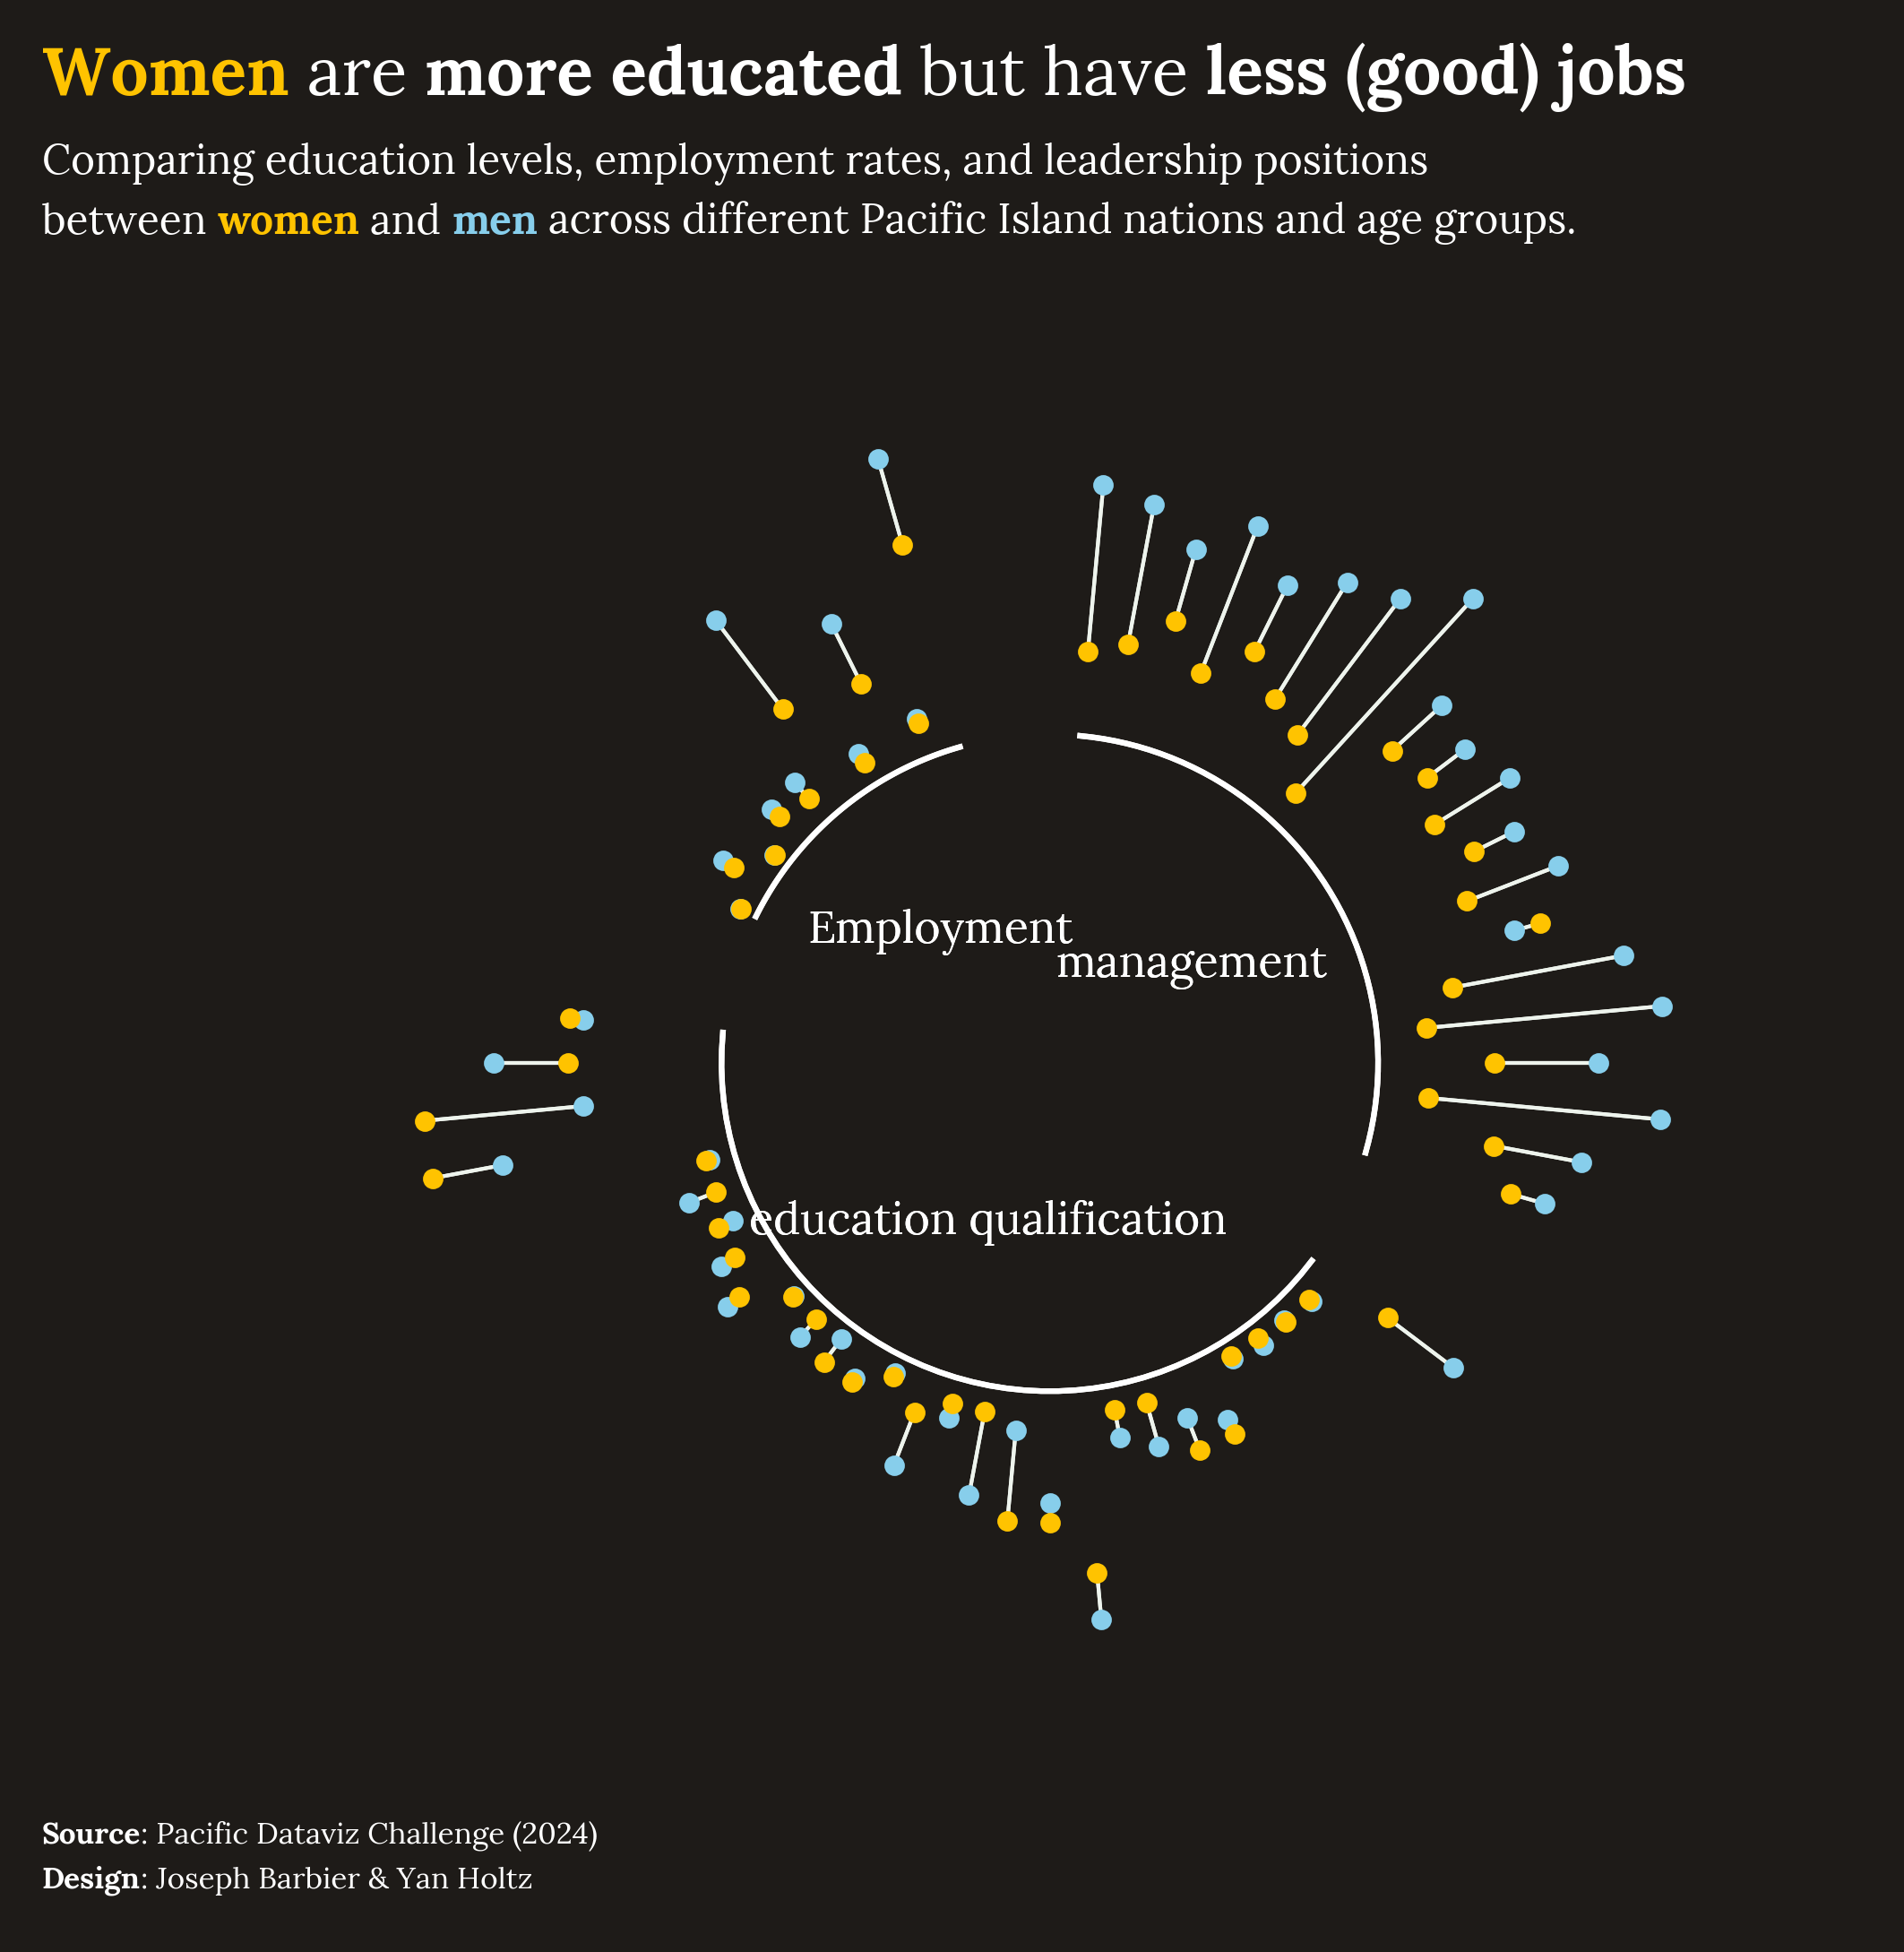 Women are more educated but have less (good) jobs
Comparing education levels, employment rates, and leadership positions
between women and men across different Pacific Island nations and age groups.
Employment
management
education qualification
Source: Pacific Dataviz Challenge (2024)
Design: Joseph Barbier & Yan Holtz